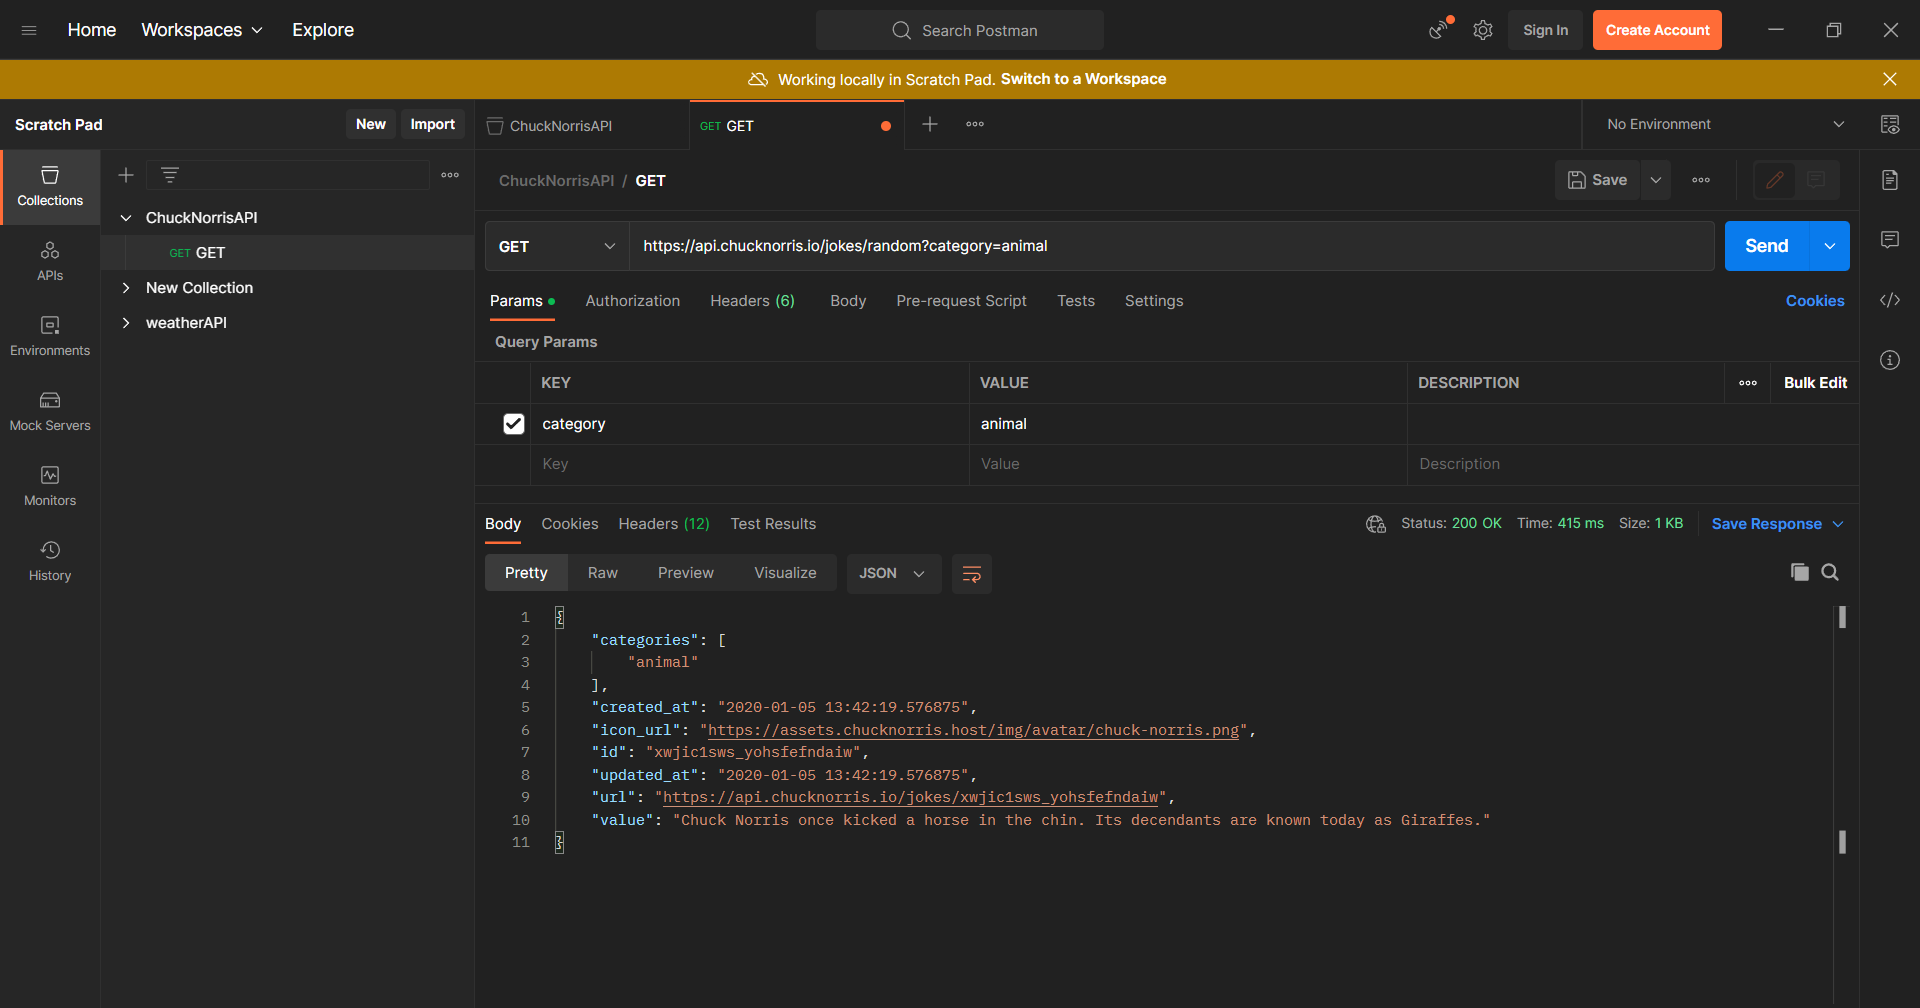 Home Workspaces Explore Search Postman Sign In Create Account
Working locally in Scratch Pad. Switch to a Workspace
Scratch Pad New Import ChuckNorrisAPI GET GET No Environment
Collections
APIs
Environments
Mock Servers
Monitors
History
ChuckNorrisAPI
GET GET
New Collection
weatherAPI
ChuckNorrisAPI / GET Save
GET https://api.chucknorris.io/jokes/random?category=animal Send
Params Authorization Headers (6) Body Pre-request Script Tests Settings Cookies
Query Params
KEY VALUE DESCRIPTION Bulk Edit
category animal
Key Value Description
Body Cookies Headers (12) Test Results Status: 200 OK Time: 415 ms Size: 1 KB Save Response
Pretty Raw Preview Visualize JSON
1 {
2 "categories": [
3 "animal"
4 ],
5 "created_at": "2020-01-05 13:42:19.576875",
6 "icon_url": "https://assets.chucknorris.host/img/avatar/chuck-norris.png",
7 "id": "xwjic1sws_yohsfefndaiw",
8 "updated_at": "2020-01-05 13:42:19.576875",
9 "url": "https://api.chucknorris.io/jokes/xwjic1sws_yohsfefndaiw",
10 "value": "Chuck Norris once kicked a horse in the chin. Its decendants are known today as Giraffes."
11 }